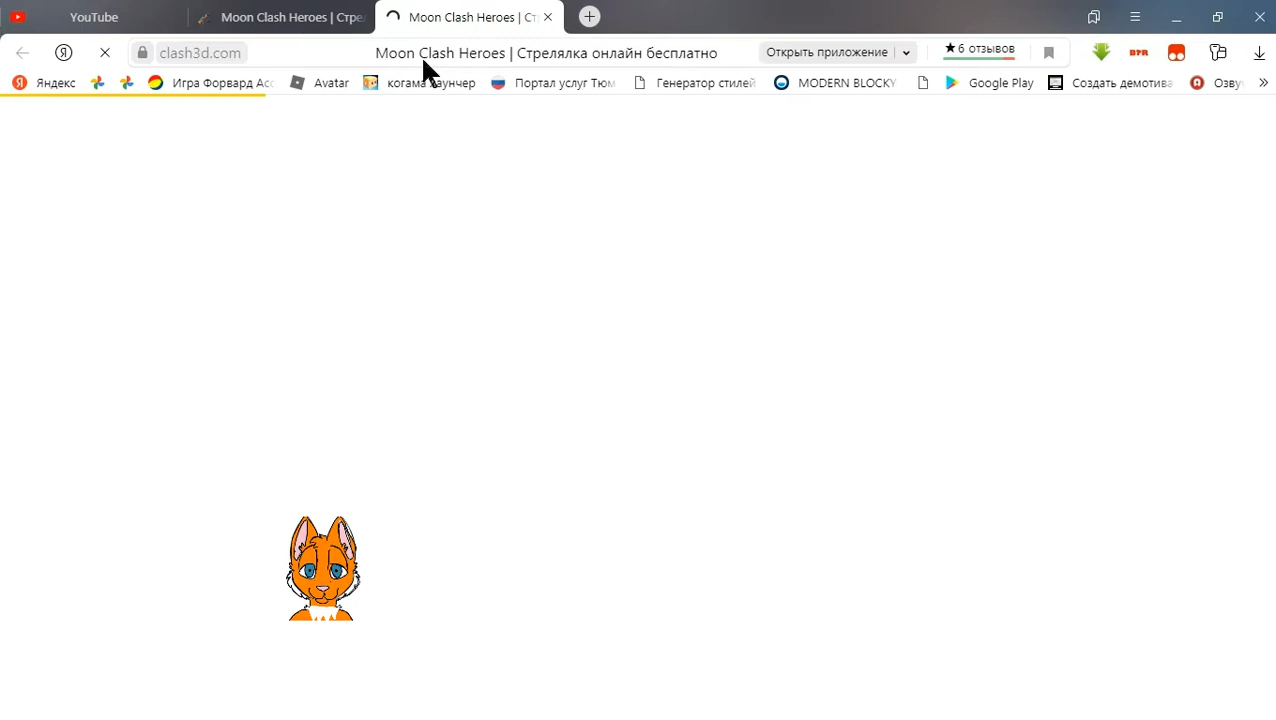 YouTube
Moon Clash Heroes | Стрел
Moon Clash Heroes | Ст
clash3d.com
Moon Clash Heroes | Стрелялка онлайн бесплатно
Открыть приложение
★ 6 отзывов
Яндекс
Игра Форвард Асс
Avatar
когама лаунчер
Портал услуг Тюм
Генератор стилей
MODERN BLOCKY
Google Play
Создать демотива
Озву